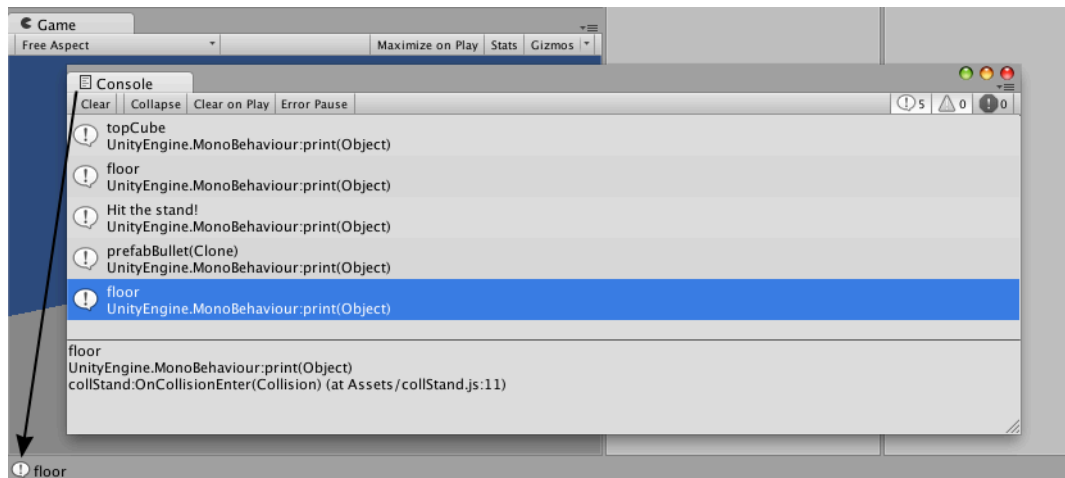 Game
Free Aspect Maximize on Play Stats Gizmos
Console
Clear Collapse Clear on Play Error Pause 5 0 0
topCube
UnityEngine.MonoBehaviour:print(Object)
floor
UnityEngine.MonoBehaviour:print(Object)
Hit the stand!
UnityEngine.MonoBehaviour:print(Object)
prefabBullet(Clone)
UnityEngine.MonoBehaviour:print(Object)
floor
UnityEngine.MonoBehaviour:print(Object)
floor
UnityEngine.MonoBehaviour:print(Object)
collStand:OnCollisionEnter(Collision) (at Assets/collStand.js:11)
floor